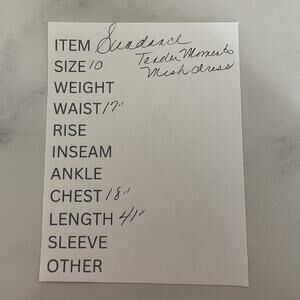 ITEM Sundance
Tender Moments
SIZE 10 Mesh dress
WEIGHT
WAIST 17"
RISE
INSEAM
ANKLE
CHEST 18"
LENGTH 41"
SLEEVE
OTHER